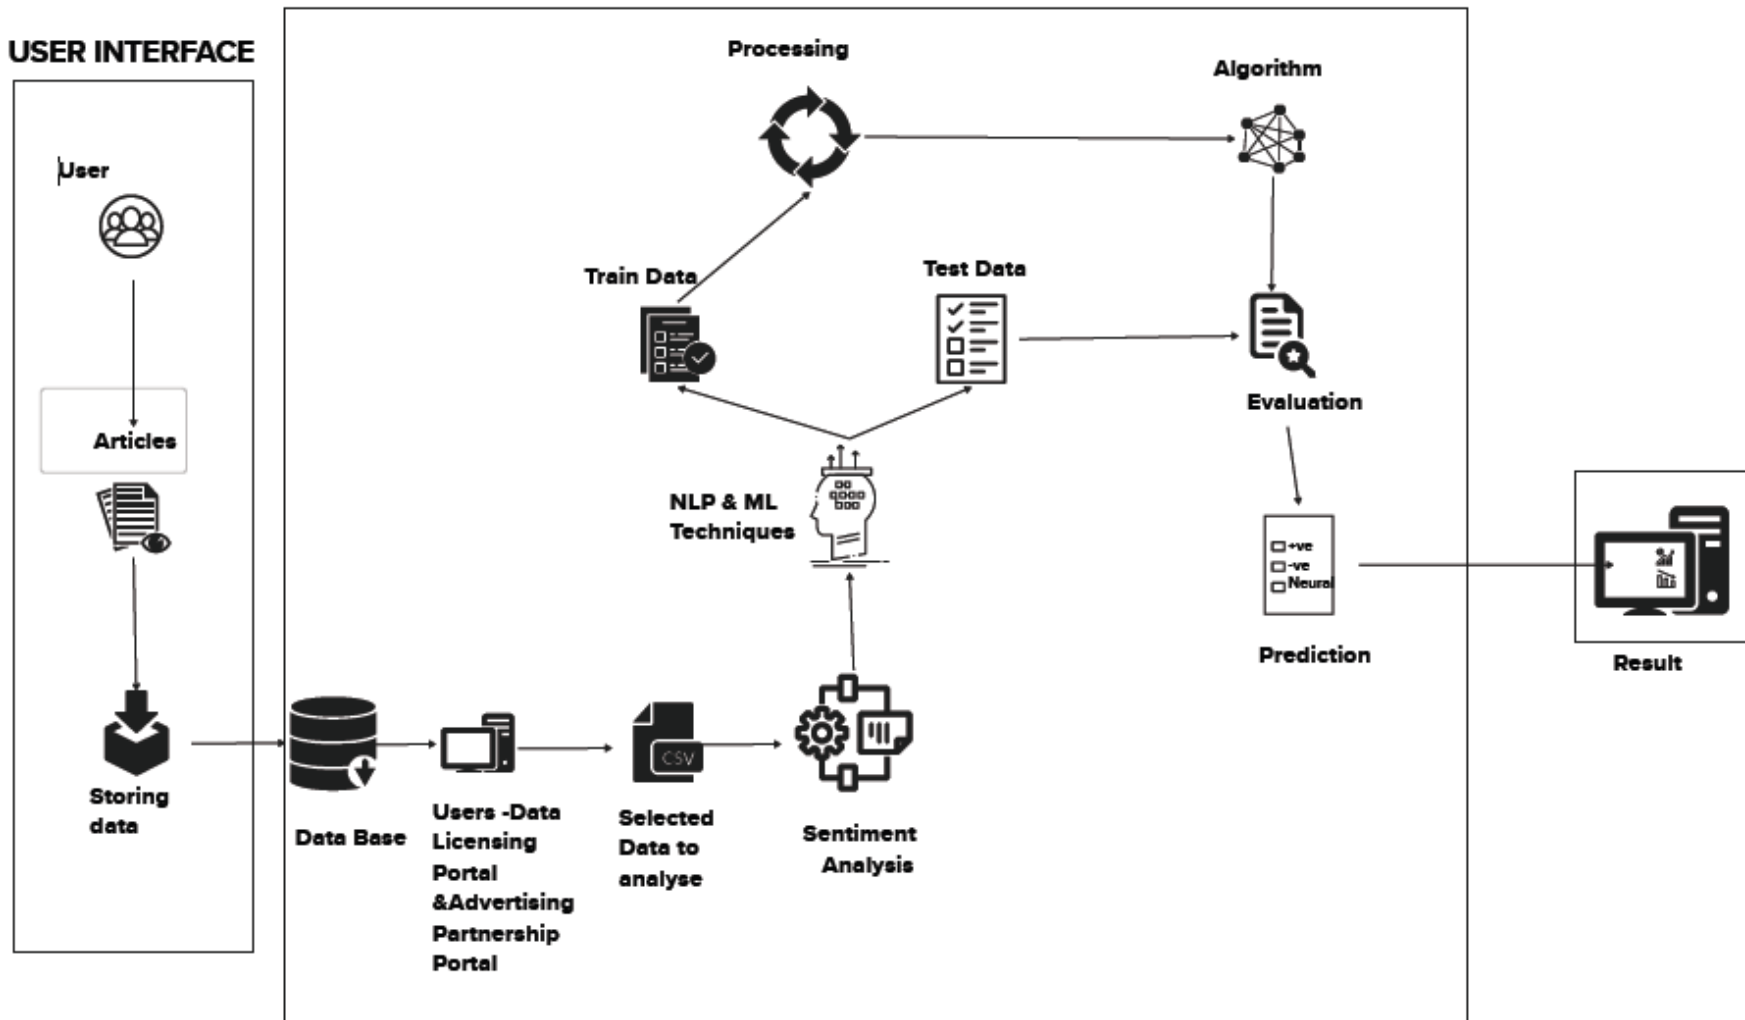 USER INTERFACE
User
Articles
Storing
data
Data Base
Users -Data
Licensing
Portal
&Advertising
Partnership
Portal
CSV
Selected
Data to
analyse
Sentiment
Analysis
NLP & ML
Techniques
Train Data
Test Data
Processing
Algorithm
Evaluation
+ve
-ve
Neural
Prediction
Result